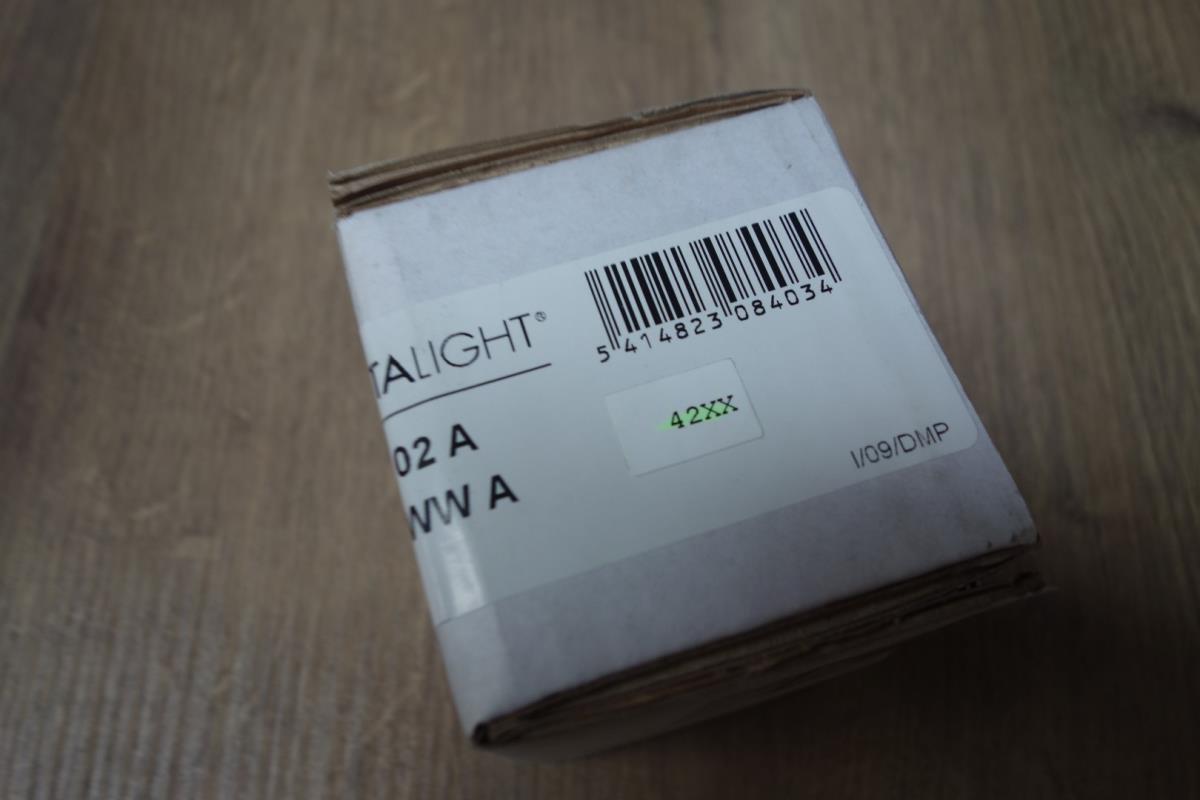 TALIGHT®
5 414823 084034
02 A
42XX
WW A
I/09/DMP